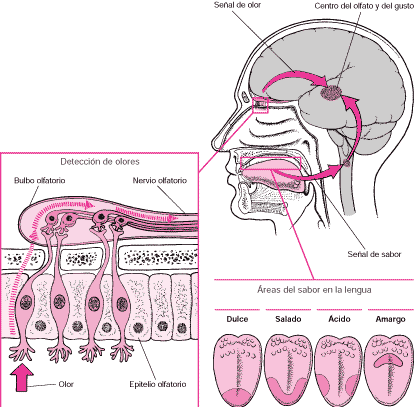 Señal de olor
Centro del olfato y del gusto
Detección de olores
Bulbo olfatorio
Nervio olfatorio
Señal de sabor
Áreas del sabor en la lengua
Dulce
Salado
Ácido
Amargo
Olor
Epitelio olfatorio